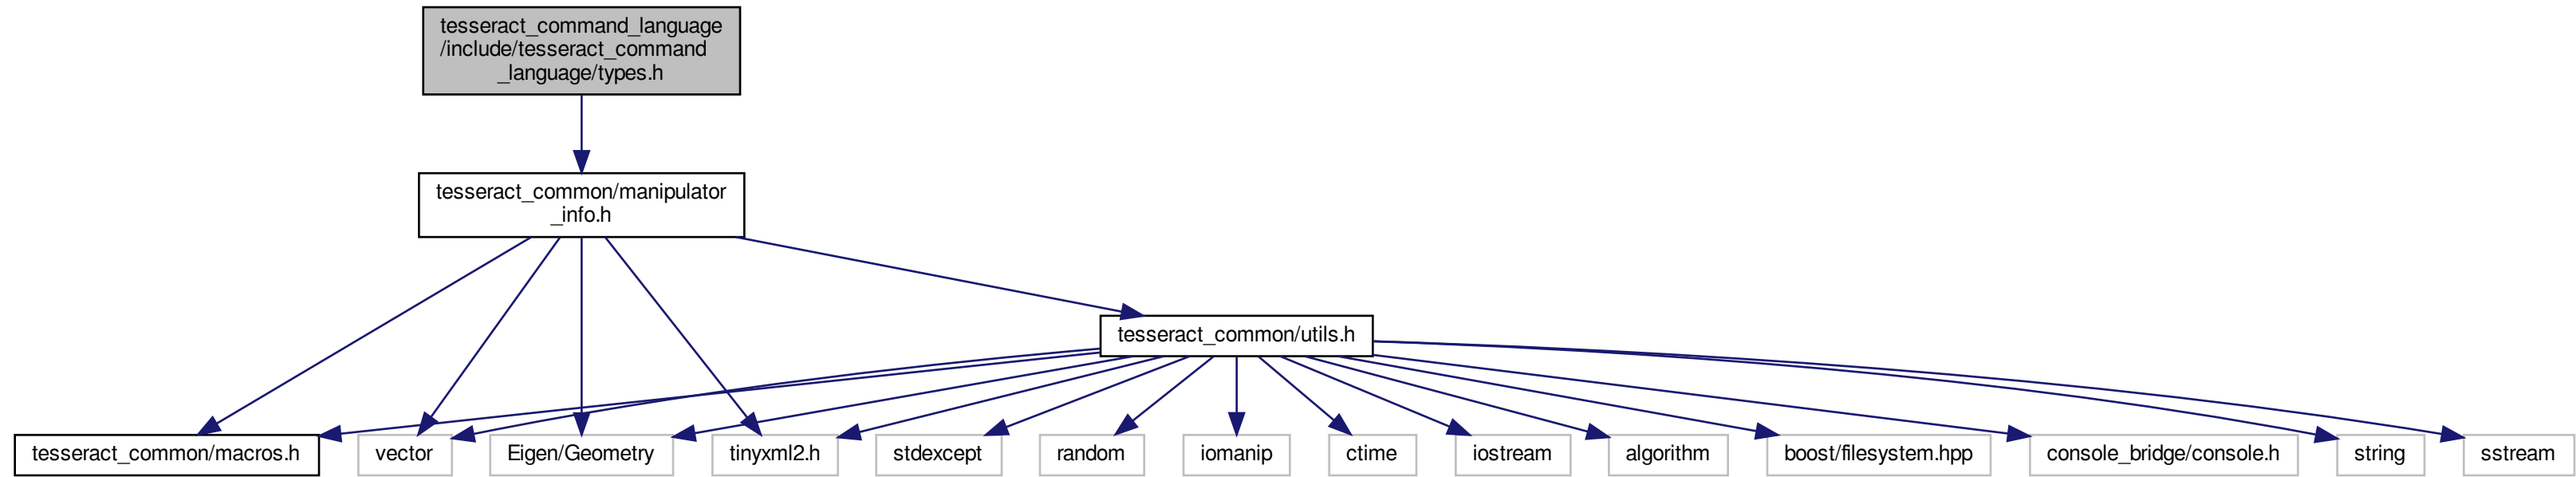 tesseract_command_language
/include/tesseract_command
_language/types.h
tesseract_common/manipulator
_info.h
tesseract_common/utils.h
tesseract_common/macros.h
vector
Eigen/Geometry
tinyxml2.h
stdexcept
random
iomanip
ctime
iostream
algorithm
boost/filesystem.hpp
console_bridge/console.h
string
sstream